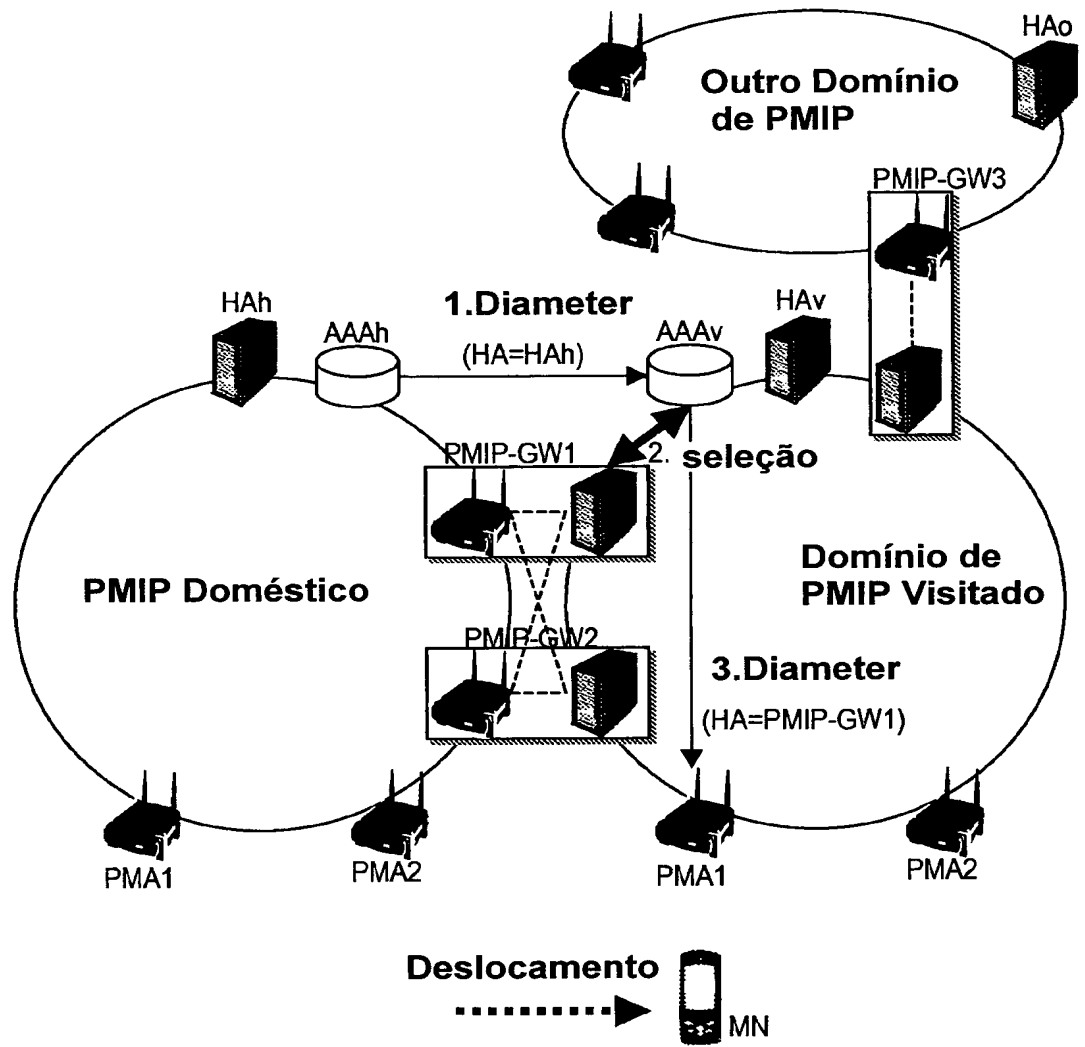 HAo
Outro Domínio
de PMIP
PMIP-GW3
HAh
AAAh
1.Diameter
(HA=HAh)
AAAv
HAv
PMIP-GW1
2. seleção
PMIP Doméstico
Domínio de
PMIP Visitado
PMIP-GW2
3.Diameter
(HA=PMIP-GW1)
PMA1
PMA2
PMA1
PMA2
Deslocamento
MN